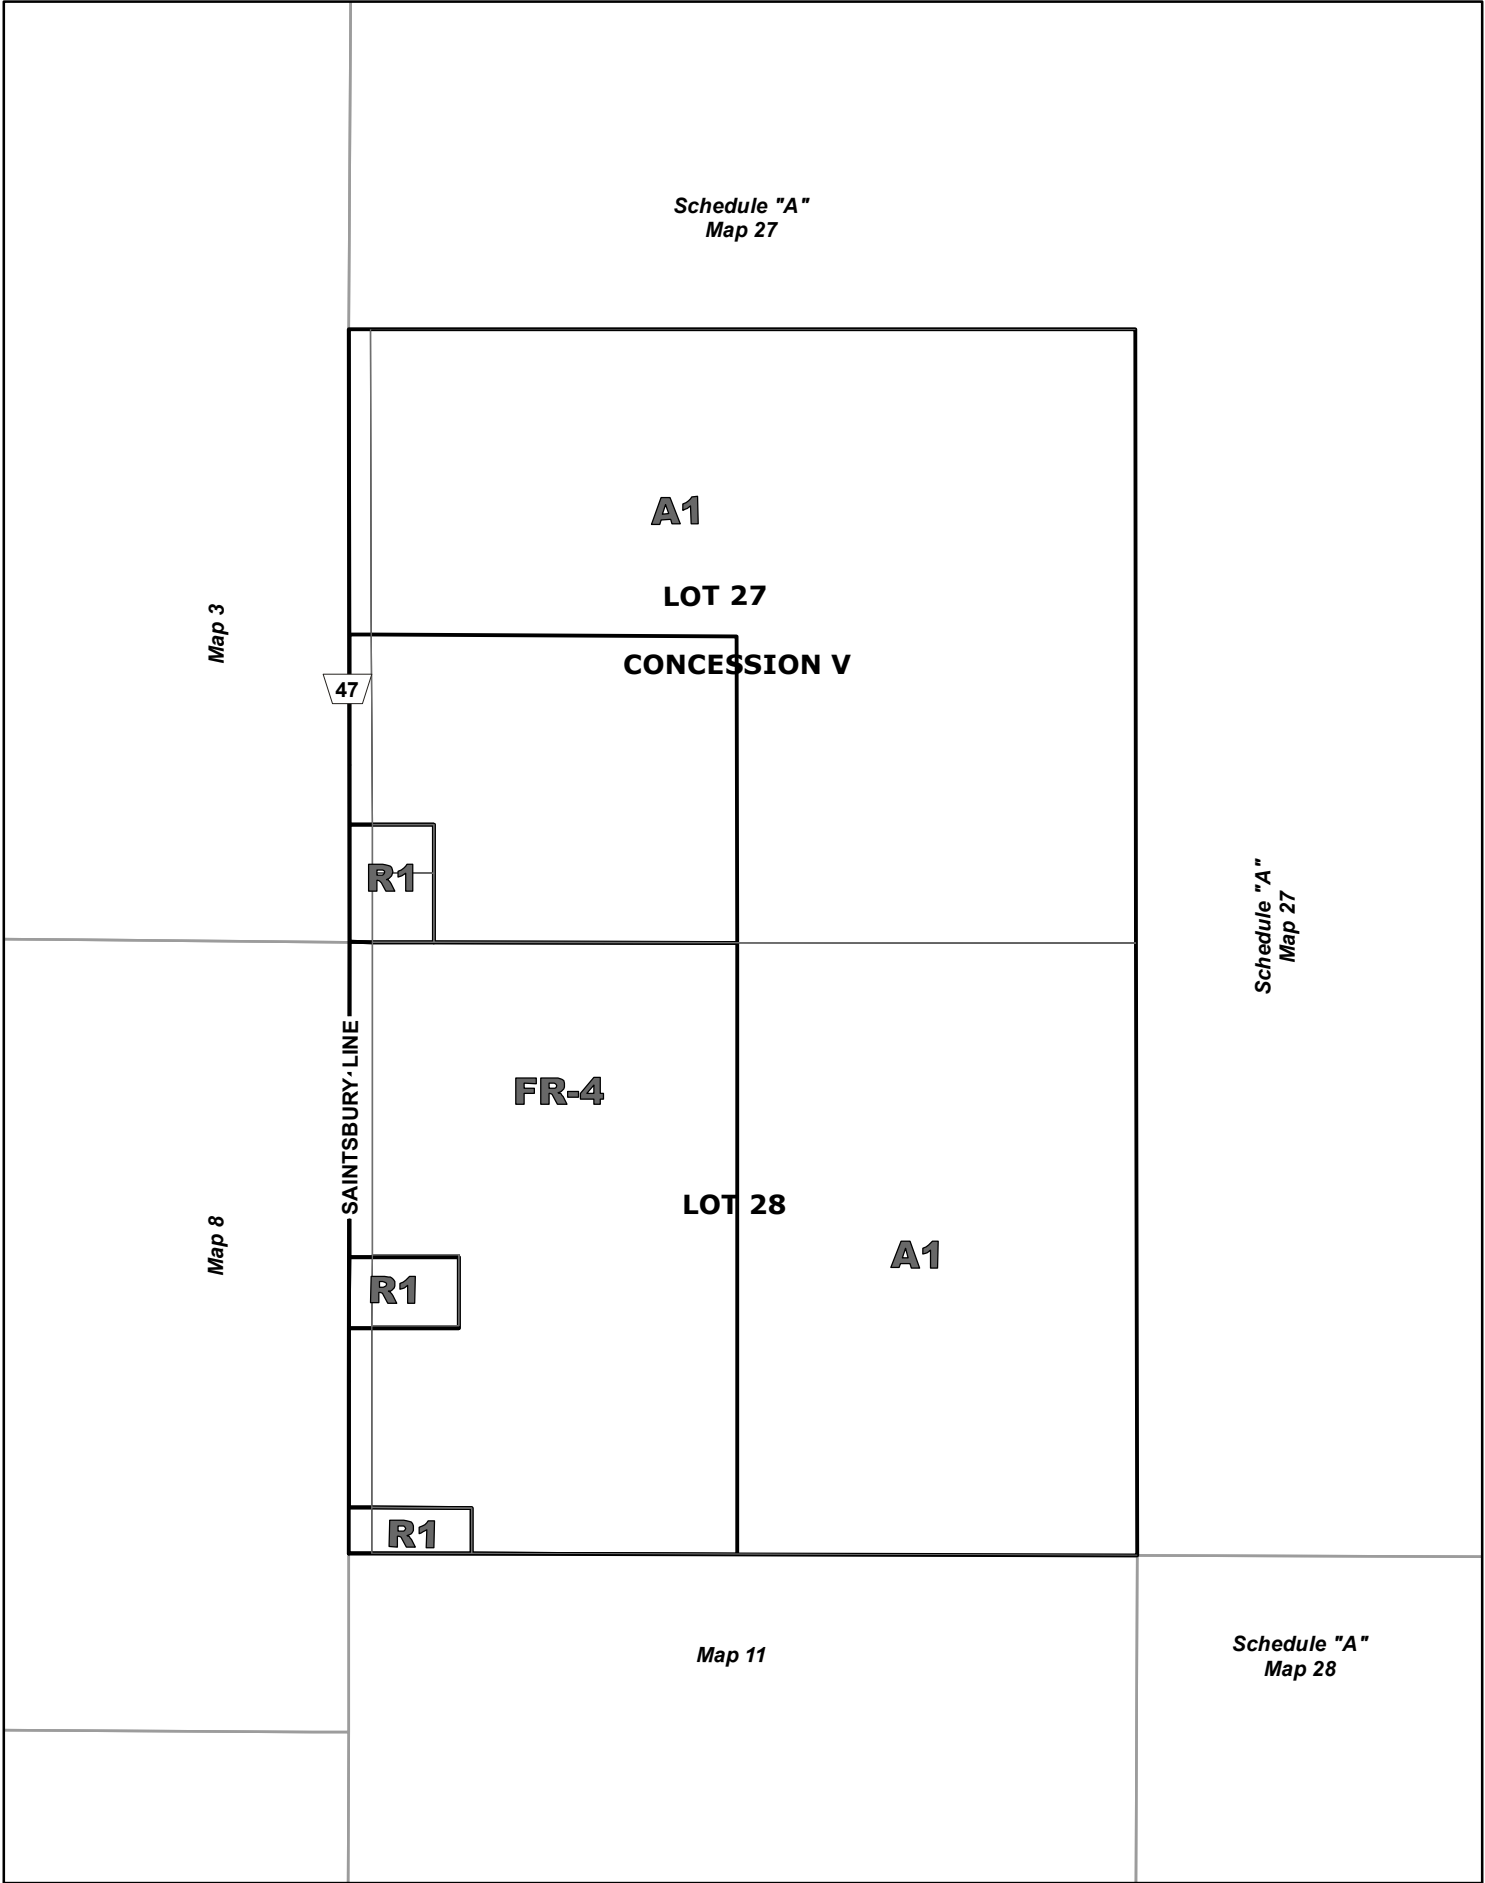 Schedule "A"
Map 27
A1
LOT 27
Map 3
CONCESSION V
47
R1
Schedule "A"
Map 27
SAINTSBURY LINE
FR-4
LOT 28
Map 8
A1
R1
R1
Map 11
Schedule "A"
Map 28